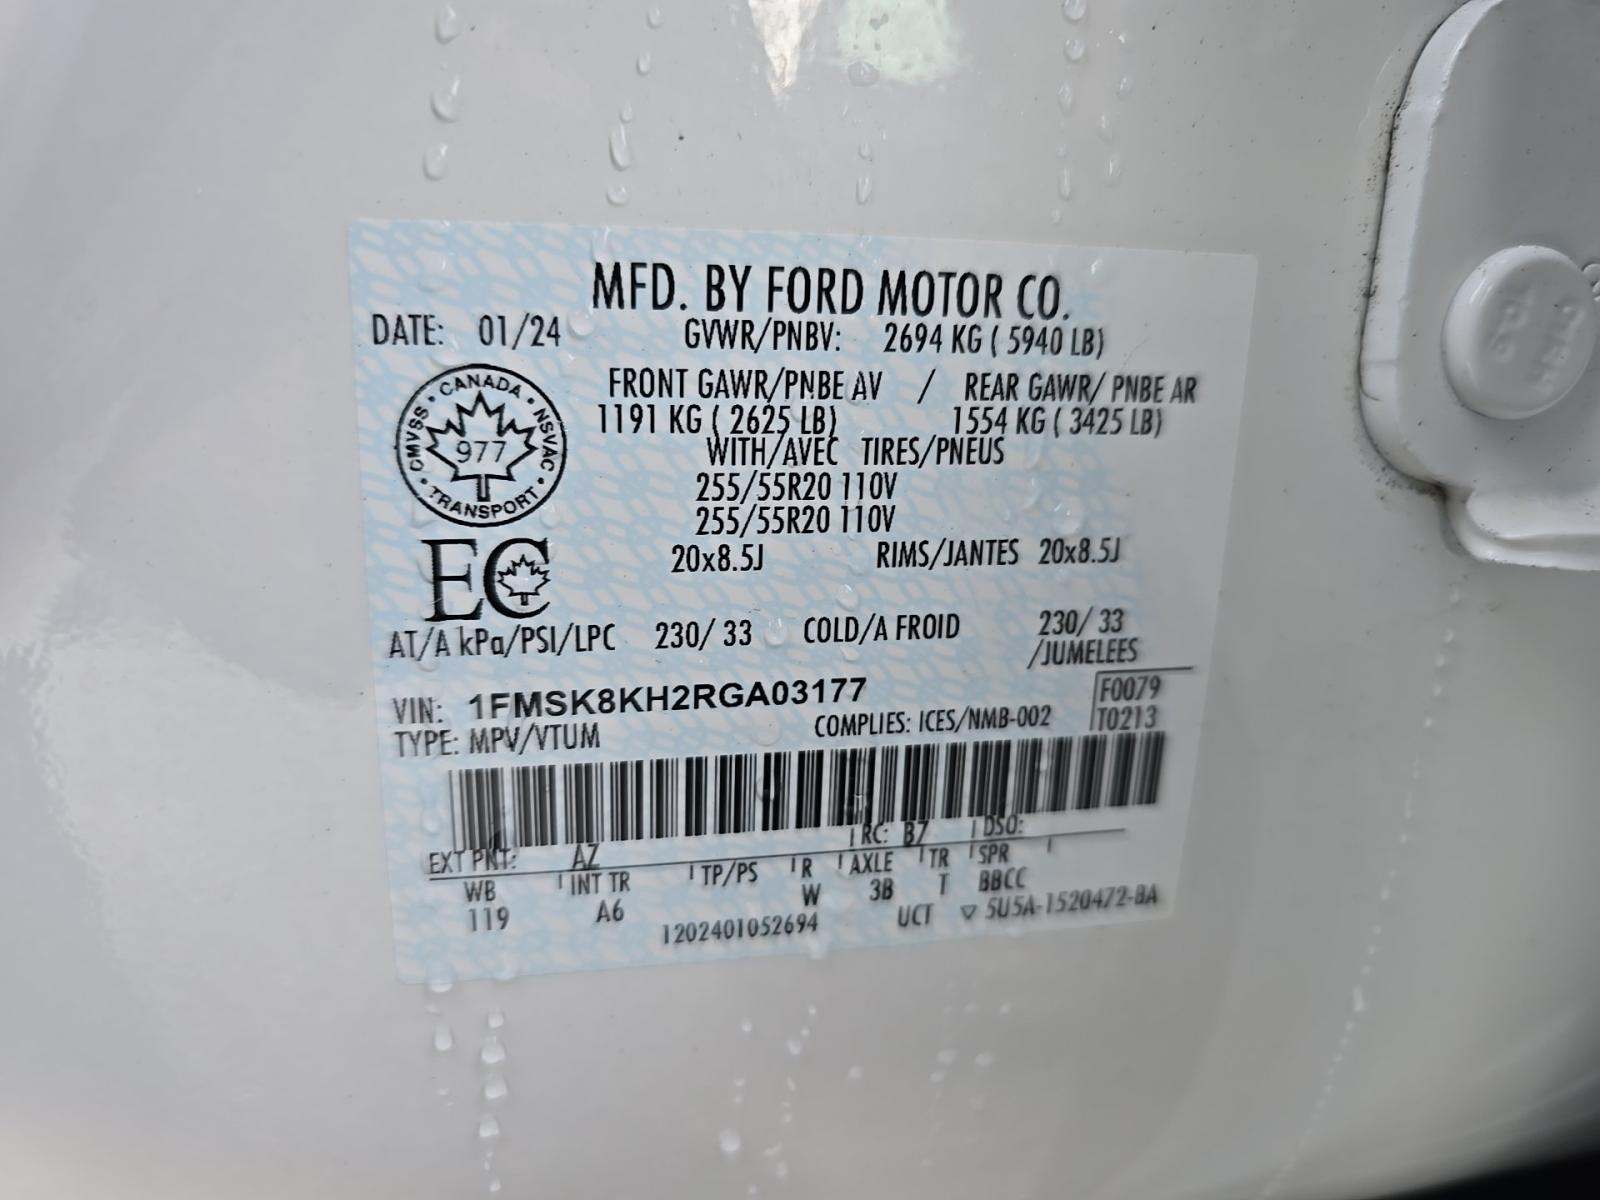 MFD. BY FORD MOTOR CO.
DATE: 01/24 GVWR/PNBV: 2694 KG ( 5940 LB)
FRONT GAWR/PNBE AV / REAR GAWR/ PNBE AR
1191 KG ( 2625 LB) 1554 KG ( 3425 LB)
WITH/AVEC TIRES/PNEUS
255/55R20 110V
255/55R20 110V
20x8.5J RIMS/JANTES 20x8.5J
CANADA
CMVSS 977 NSVAC
TRANSPORT
EC
AT/A kPa/PSI/LPC 230/ 33 COLD/A FROID 230/ 33
/JUMELEES
VIN: 1FMSK8KH2RGA03177 F0079
TYPE: MPV/VTUM COMPLIES: ICES/NMB-002 T0213
EXT PNT: AZ RC: B7 DSO:
WB INT TR TP/PS R AXLE TR SPR
119 A6 W 3B T BBCC
1202401052694 UCT ▽ 5U5A-1520472-BA